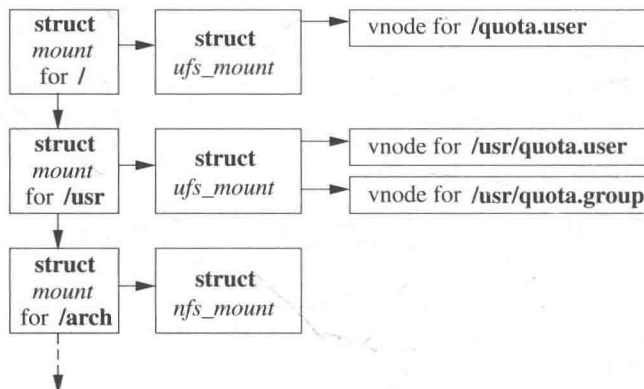 struct
mount
for /
struct
ufs_mount
vnode for /quota.user
struct
mount
for /usr
struct
ufs_mount
vnode for /usr/quota.user
vnode for /usr/quota.group
struct
mount
for /arch
struct
nfs_mount